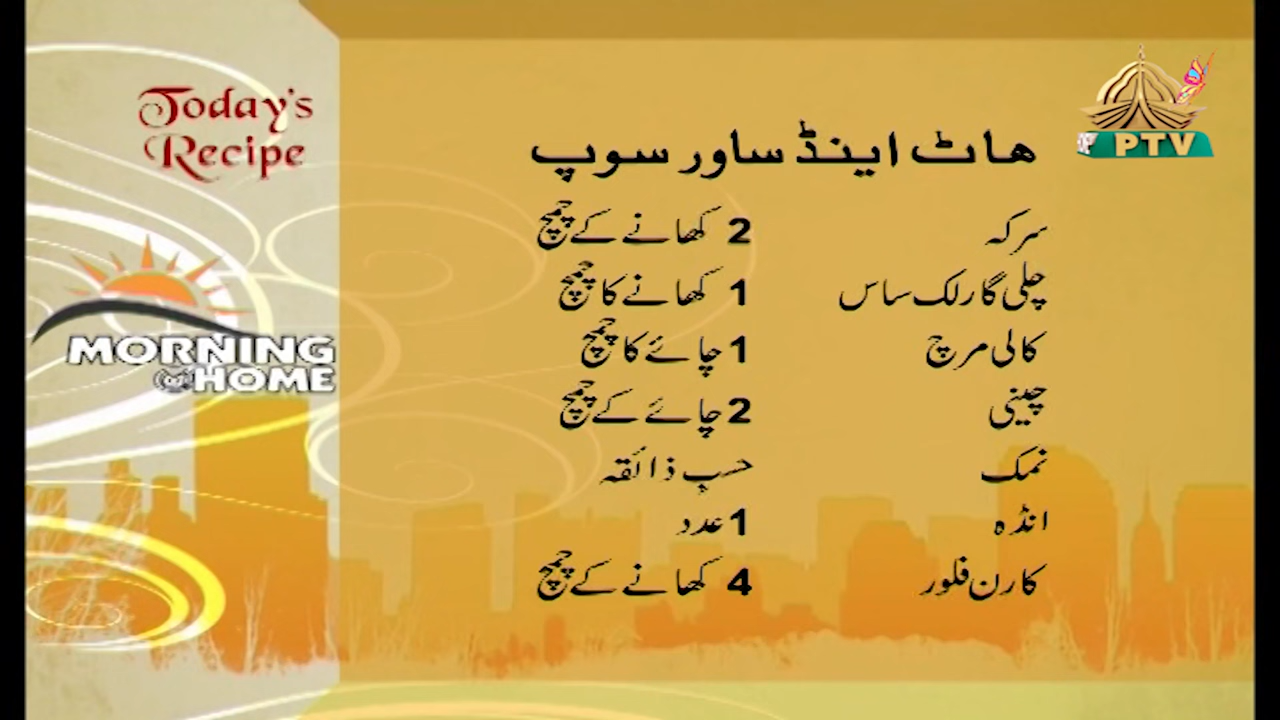 Today's
Recipe
PTV
ھاٹ اینڈ ساور سوپ
سرکہ 2 کھانے کے چمچ
چلی گارلک ساس 1 کھانے کا چمچ
کالی مرچ 1 چائے کا چمچ
چینی 2 چائے کے چمچ
نمک حسبِ ذائقہ
انڈہ 1 عدد
کارن فلور 4 کھانے کے چمچ
MORNING
HOME